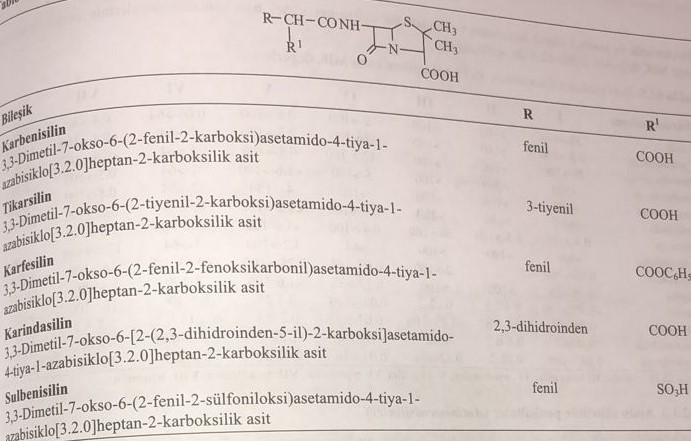 R–CH–CONH
S
CH₃
CH₃
R¹
O
N
COOH
Bileşik
R
R¹
Karbenisilin
3,3-Dimetil-7-okso-6-(2-fenil-2-karboksi)asetamido-4-tiya-1-
azabisiklo[3.2.0]heptan-2-karboksilik asit
fenil
COOH
Tikarsilin
3,3-Dimetil-7-okso-6-(2-tiyenil-2-karboksi)asetamido-4-tiya-1-
azabisiklo[3.2.0]heptan-2-karboksilik asit
3-tiyenil
COOH
Karfesilin
3,3-Dimetil-7-okso-6-(2-fenil-2-fenoksikarbonil)asetamido-4-tiya-1-
azabisiklo[3.2.0]heptan-2-karboksilik asit
fenil
COOC₆H₅
Karindasilin
3,3-Dimetil-7-okso-6-[2-(2,3-dihidroinden-5-il)-2-karboksi]asetamido-
4-tiya-1-azabisiklo[3.2.0]heptan-2-karboksilik asit
2,3-dihidroinden
COOH
Sulbenisilin
3,3-Dimetil-7-okso-6-(2-fenil-2-sülfoniloksi)asetamido-4-tiya-1-
azabisiklo[3.2.0]heptan-2-karboksilik asit
fenil
SO₃H